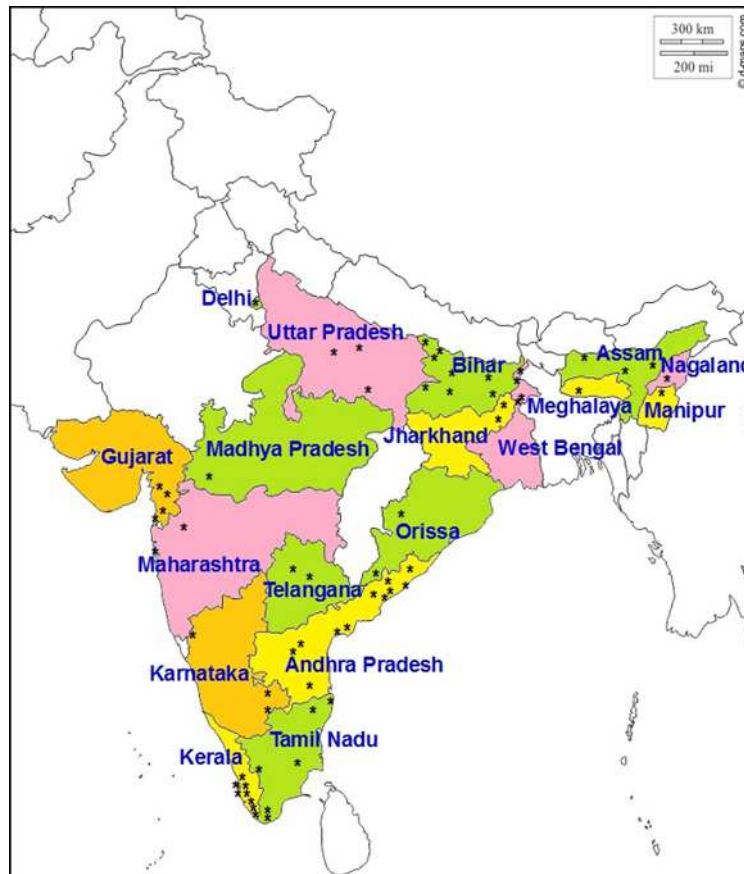 300 km
200 mi
© d-maps.com
Delhi
Uttar Pradesh
Bihar
Assam
Nagaland
Meghalaya
Manipur
Jharkhand
West Bengal
Gujarat
Madhya Pradesh
Orissa
Maharashtra
Telangana
Karnataka
Andhra Pradesh
Kerala
Tamil Nadu